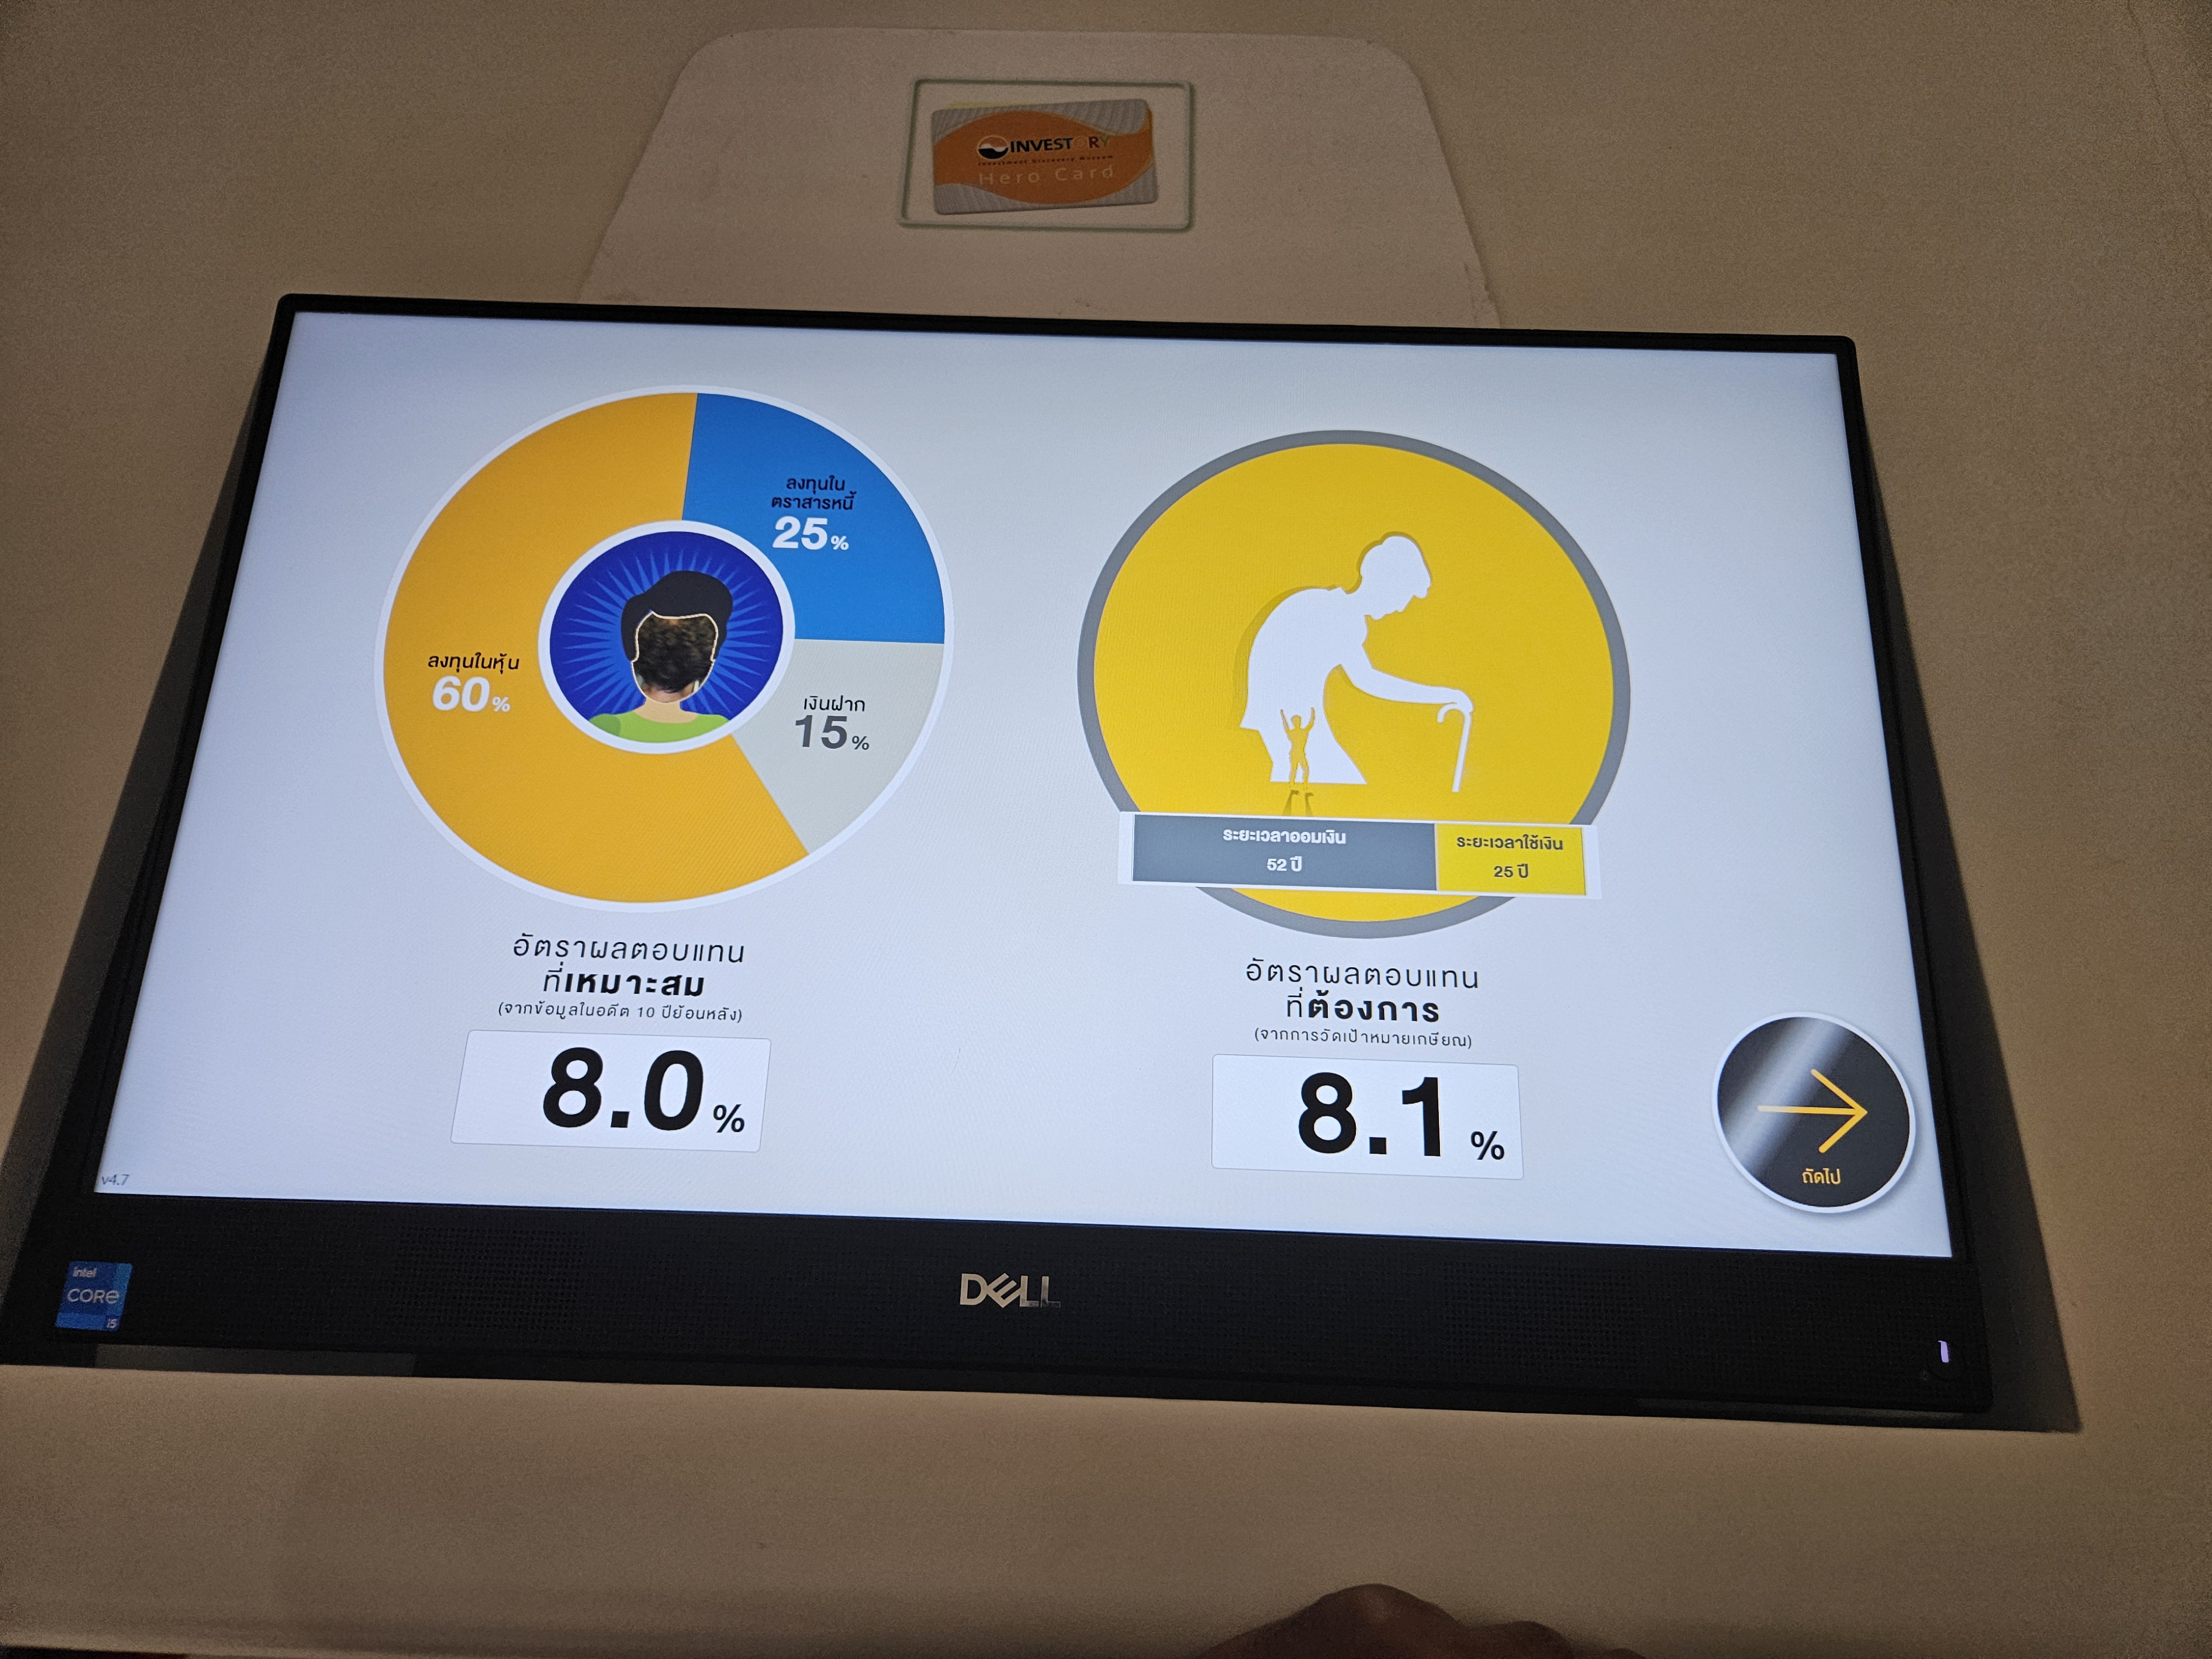 INVESTORY
Investment Discovery Museum
Hero Card
ลงทุนใน
ตราสารหนี้
25%
ลงทุนในหุ้น
60%
เงินฝาก
15%
อัตราผลตอบแทน
ที่เหมาะสม
(จากข้อมูลในอดีต 10 ปีย้อนหลัง)
8.0%
ระยะเวลาออมเงิน
52 ปี
ระยะเวลาใช้เงิน
25 ปี
อัตราผลตอบแทน
ที่ต้องการ
(จากการวัดเป้าหมายเกษียณ)
8.1%
ถัดไป
v4.7
intel
CORE
i5
DELL